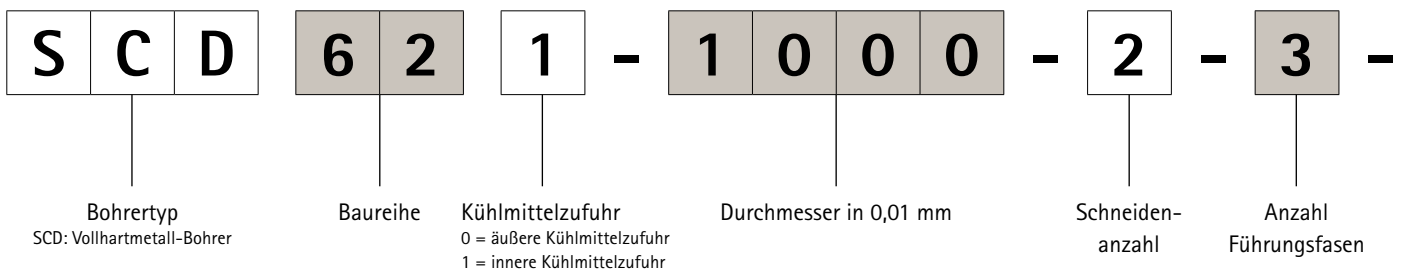 S C D 6 2 1 - 1 0 0 0 - 2 - 3 -
Bohrertyp
SCD: Vollhartmetall-Bohrer
Baureihe
Kühlmittelzufuhr
0 = äußere Kühlmittelzufuhr
1 = innere Kühlmittelzufuhr
Durchmesser in 0,01 mm
Schneiden-
anzahl
Anzahl
Führungsfasen